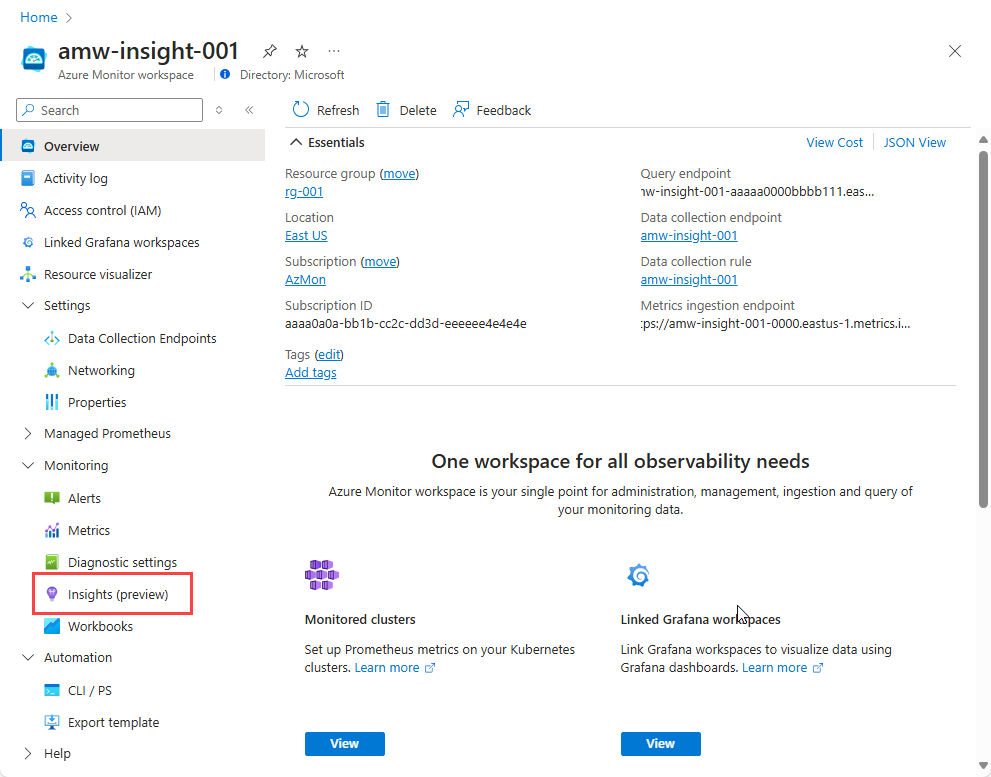 Home
amw-insight-001
Azure Monitor workspace
Directory: Microsoft
Search
Overview
Activity log
Access control (IAM)
Linked Grafana workspaces
Resource visualizer
Settings
Data Collection Endpoints
Networking
Properties
Managed Prometheus
Monitoring
Alerts
Metrics
Diagnostic settings
Insights (preview)
Workbooks
Automation
CLI / PS
Export template
Help
Refresh
Delete
Feedback
Essentials
View Cost
JSON View
Resource group (move)
rg-001
Location
East US
Subscription (move)
AzMon
Subscription ID
aaaa0a0a-bb1b-cc2c-dd3d-eeeeee4e4e4e
Tags (edit)
Add tags
Query endpoint
w-insight-001-aaaaa0000bbbb111.eas...
Data collection endpoint
amw-insight-001
Data collection rule
amw-insight-001
Metrics ingestion endpoint
ps://amw-insight-001-0000.eastus-1.metrics.i...
One workspace for all observability needs
Azure Monitor workspace is your single point for administration, management, ingestion and query of
your monitoring data.
Monitored clusters
Set up Prometheus metrics on your Kubernetes
clusters. Learn more
View
Linked Grafana workspaces
Link Grafana workspaces to visualize data using
Grafana dashboards. Learn more
View